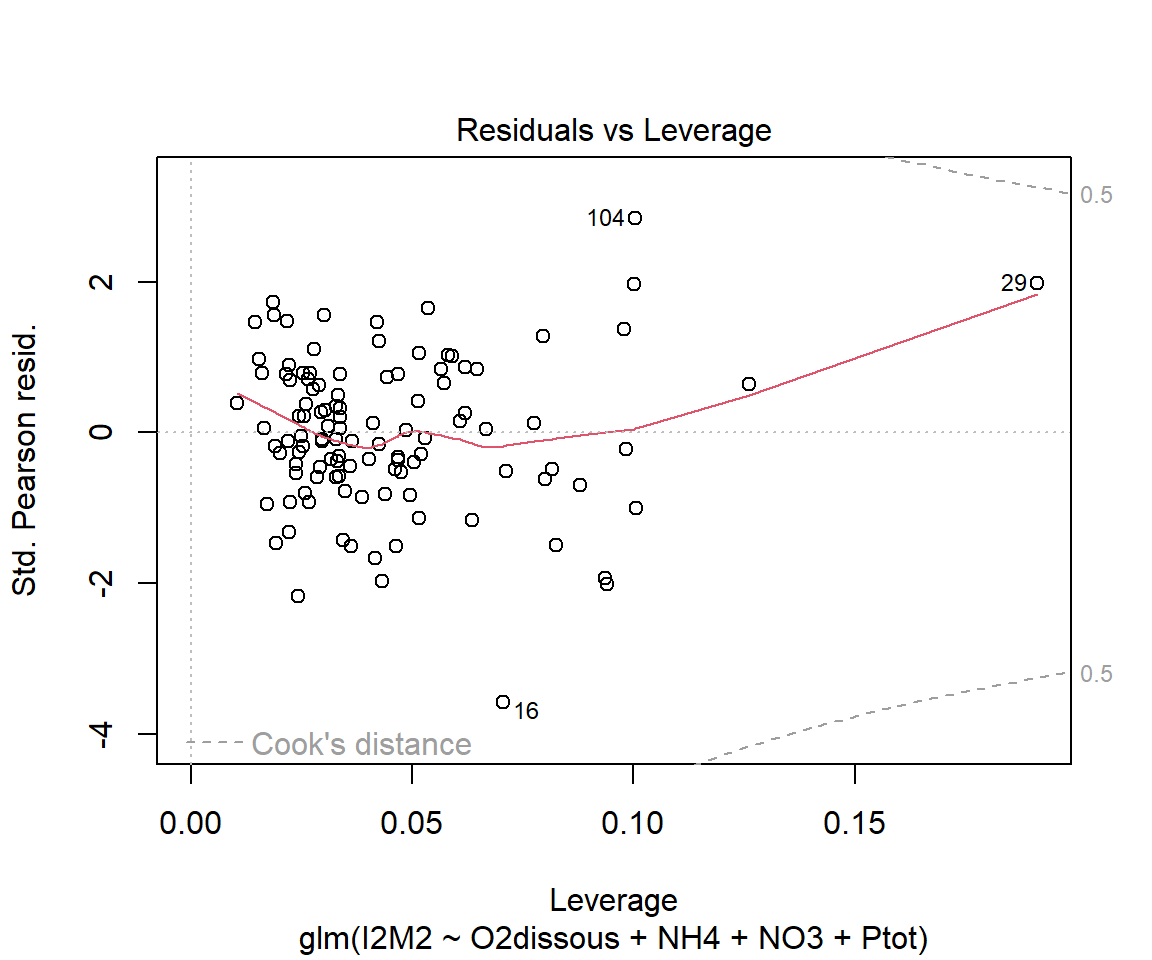 Residuals vs Leverage
Std. Pearson resid.
2
0
-2
-4
104
29
16
0.5
0.5
Cook's distance
0.00 0.05 0.10 0.15
Leverage
glm(I2M2 ~ O2dissous + NH4 + NO3 + Ptot)